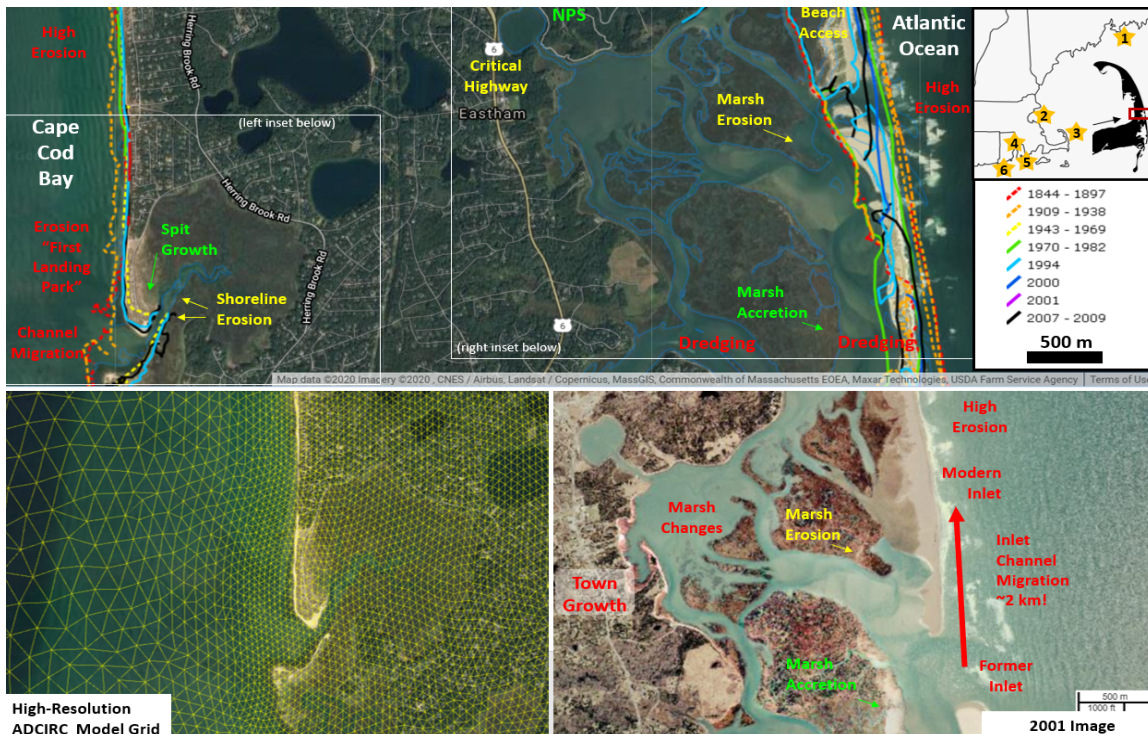 High
Erosion
Herring Brook Rd
NPS
6
Critical
Highway
Eastham
Beach
Access
Atlantic
Ocean
High
Erosion
Marsh
Erosion
1
2
3
4
5
6
Cape
Cod
Bay
(left inset below)
Herring Brook Rd
Herring Brook Rd
Erosion
"First
Landing
Park"
Spit
Growth
Shoreline
Erosion
Channel
Migration
6
(right inset below)
Marsh
Accretion
Dredging
Dredging
1844 - 1897
1909 - 1938
1943 - 1969
1970 - 1982
1994
2000
2001
2007 - 2009
500 m
Map data ©2020 Imagery ©2020 , CNES / Airbus, Landsat / Copernicus, MassGIS, Commonwealth of Massachusetts EOEA, Maxar Technologies, USDA Farm Service Agency
Terms of Use
High-Resolution
ADCIRC Model Grid
High
Erosion
Modern
Inlet
Marsh
Changes
Marsh
Erosion
Inlet
Channel
Migration
~2 km!
Town
Growth
Marsh
Accretion
Former
Inlet
500 m
1000 ft
2001 Image